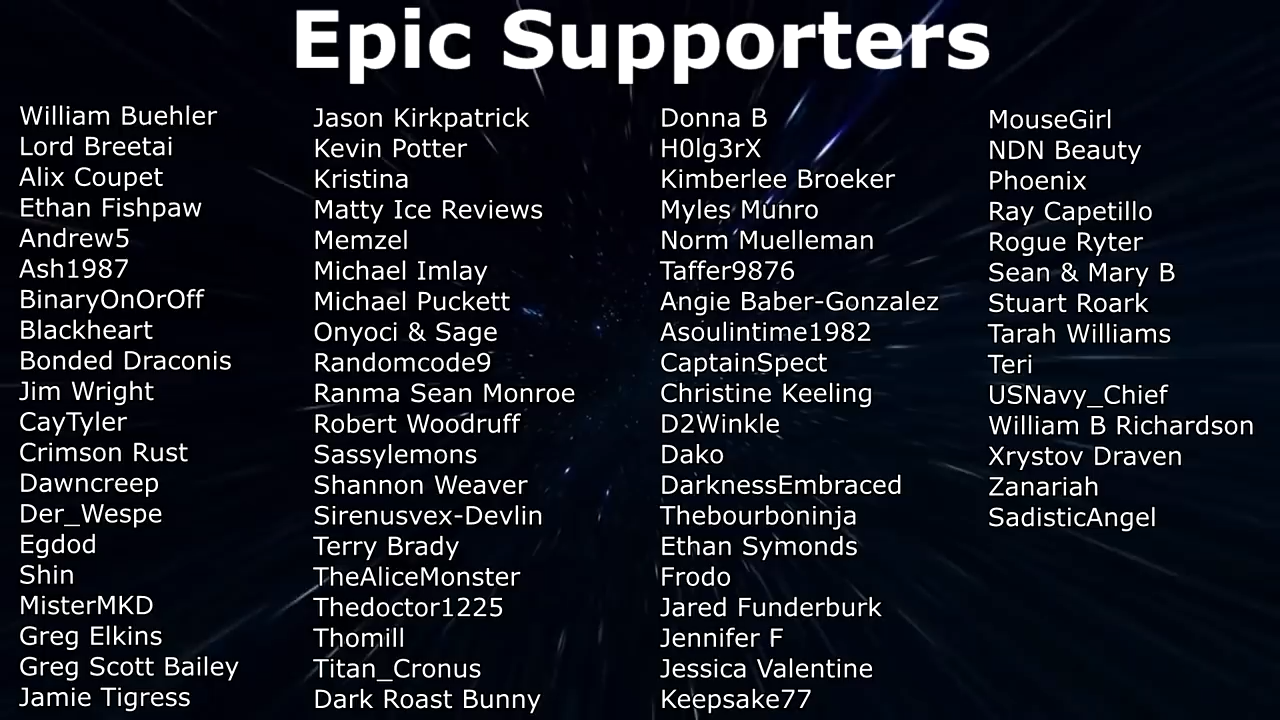 Epic Supporters
William Buehler
Lord Breetai
Alix Coupet
Ethan Fishpaw
Andrew5
Ash1987
BinaryOnOrOff
Blackheart
Bonded Draconis
Jim Wright
CayTyler
Crimson Rust
Dawncreep
Der_Wespe
Egdod
Shin
MisterMKD
Greg Elkins
Greg Scott Bailey
Jamie Tigress
Jason Kirkpatrick
Kevin Potter
Kristina
Matty Ice Reviews
Memzel
Michael Imlay
Michael Puckett
Onyoci & Sage
Randomcode9
Ranma Sean Monroe
Robert Woodruff
Sassylemons
Shannon Weaver
Sirenusvex-Devlin
Terry Brady
TheAliceMonster
Thedoctor1225
Thomill
Titan_Cronus
Dark Roast Bunny
Donna B
H0lg3rX
Kimberlee Broeker
Myles Munro
Norm Muelleman
Taffer9876
Angie Baber-Gonzalez
Asoulintime1982
CaptainSpect
Christine Keeling
D2Winkle
Dako
DarknessEmbraced
Thebourboninja
Ethan Symonds
Frodo
Jared Funderburk
Jennifer F
Jessica Valentine
Keepsake77
MouseGirl
NDN Beauty
Phoenix
Ray Capetillo
Rogue Ryter
Sean & Mary B
Stuart Roark
Tarah Williams
Teri
USNavy_Chief
William B Richardson
Xrystov Draven
Zanariah
SadisticAngel